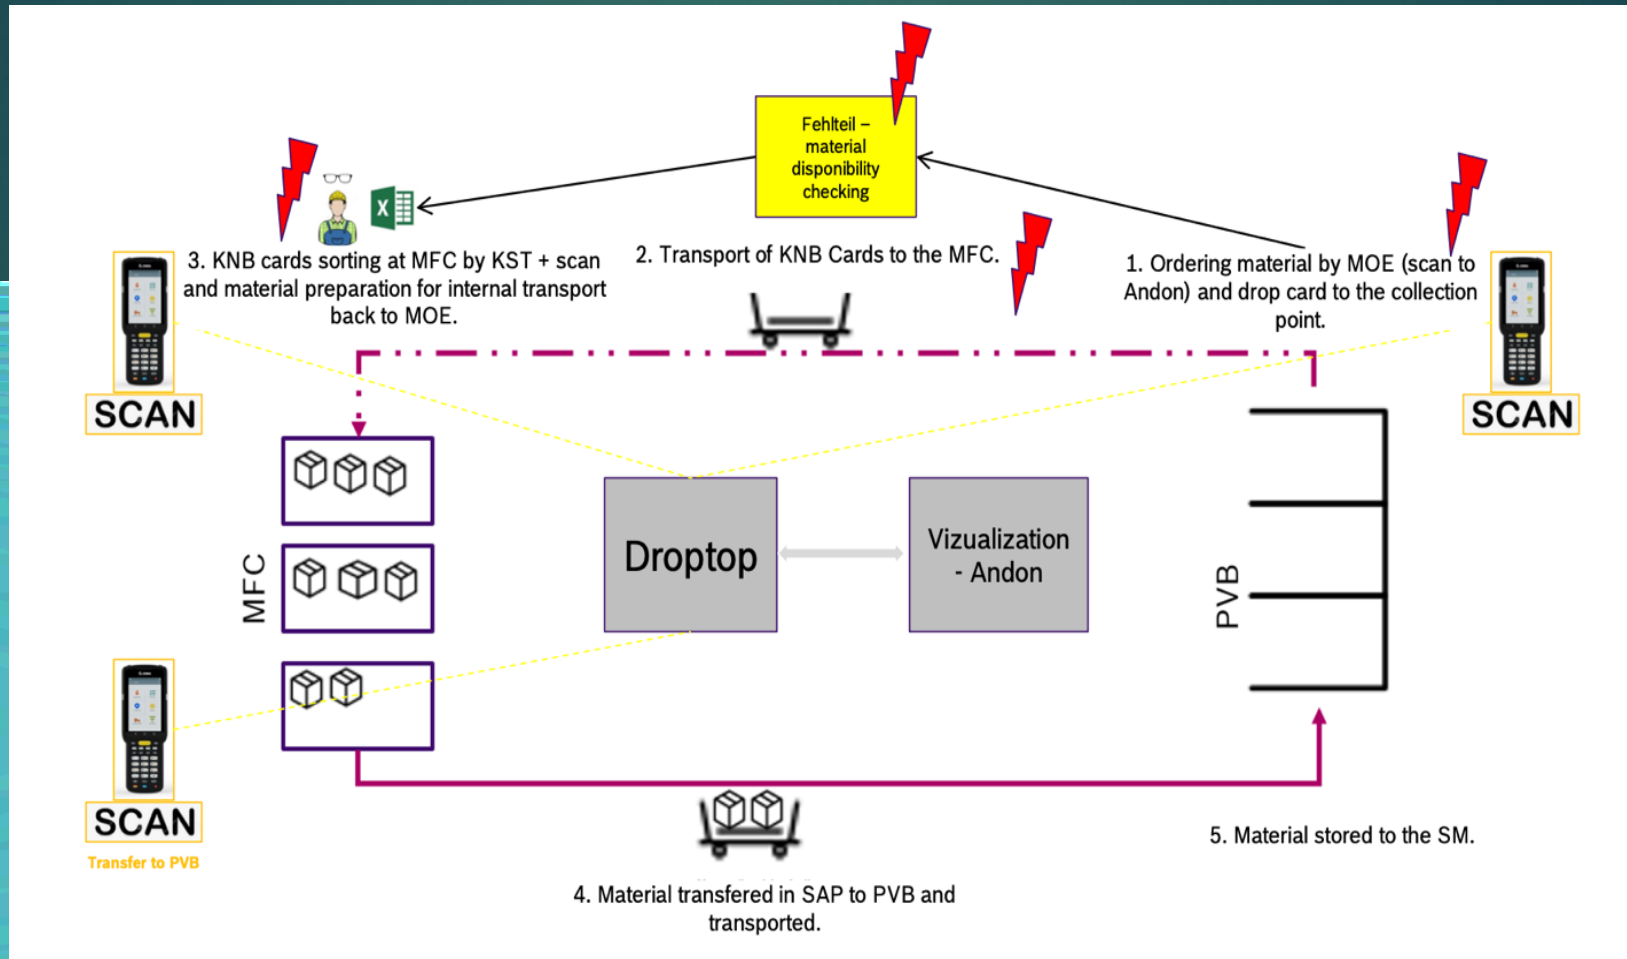 Fehlteil –
material
disponibility
checking
3. KNB cards sorting at MFC by KST + scan
and material preparation for internal transport
back to MOE.
2. Transport of KNB Cards to the MFC.
1. Ordering material by MOE (scan to
Andon) and drop card to the collection
point.
X
SCAN
SCAN
MFC
Droptop
Vizualization
- Andon
PVB
SCAN
Transfer to PVB
5. Material stored to the SM.
4. Material transfered in SAP to PVB and
transported.